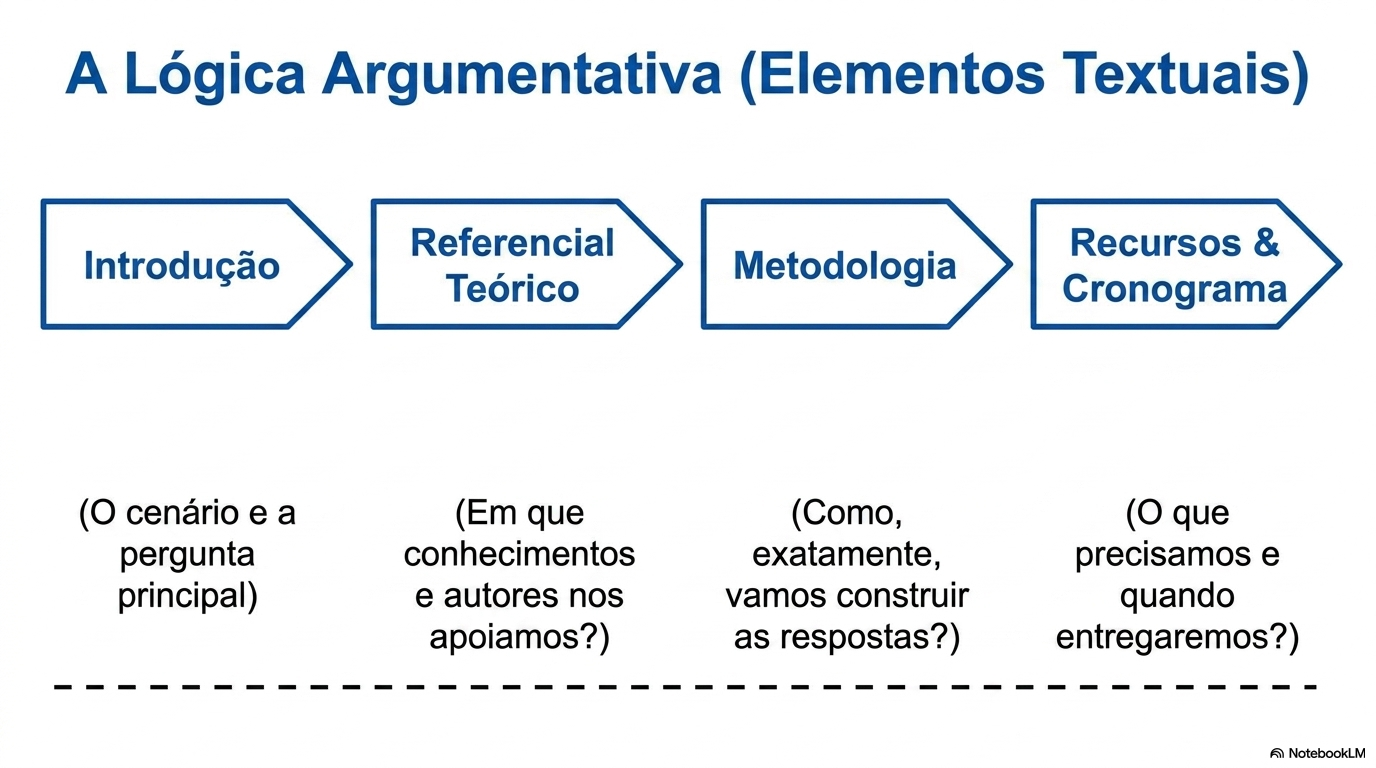 A Lógica Argumentativa (Elementos Textuais)
Introdução
Referencial
Teórico
Metodologia
Recursos &
Cronograma
(O cenário e a
pergunta
principal)
(Em que
conhecimentos
e autores nos
apoiamos?)
(Como,
exatamente,
vamos construir
as respostas?)
(O que
precisamos e
quando
entregaremos?)
NotebookLM